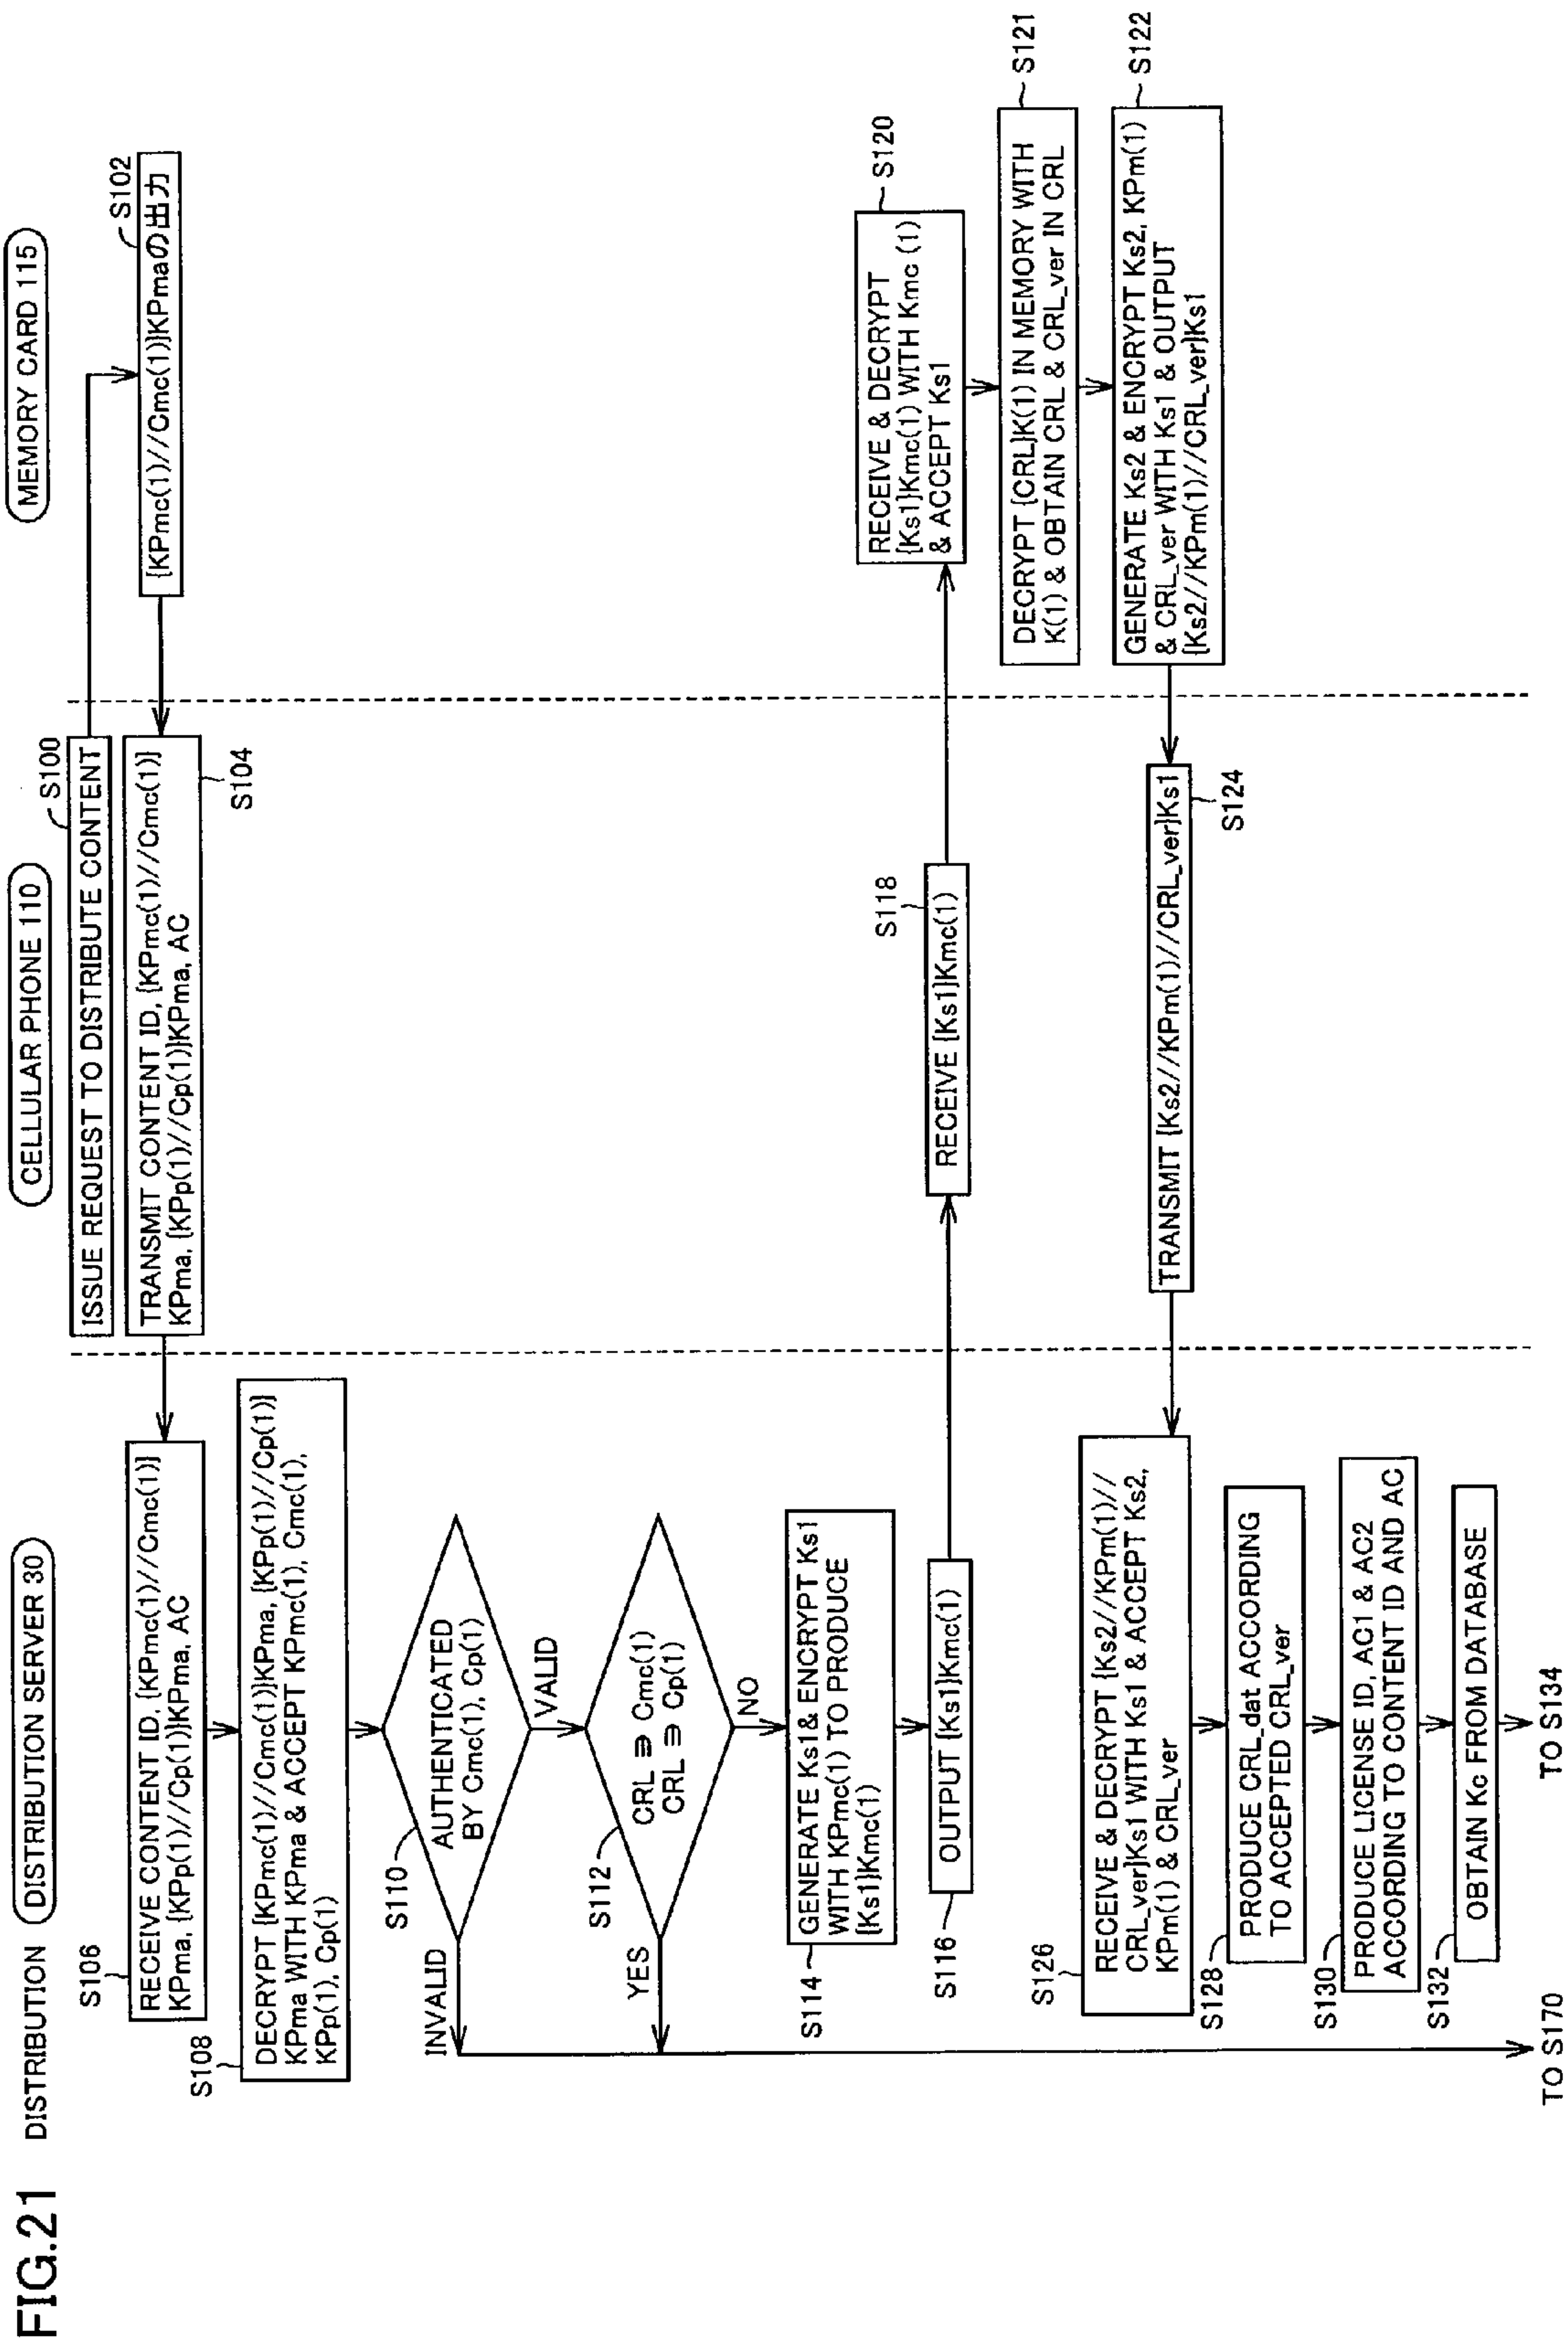 FIG.21
DISTRIBUTION
DISTRIBUTION SERVER 30
CELLULAR PHONE 110
MEMORY CARD 115
S100
ISSUE REQUEST TO DISTRIBUTE CONTENT
S102
{KPmc(1)//Cmc(1)}KPmaの出力
TRANSMIT CONTENT ID, {KPmc(1)//Cmc(1)}
KPma, {KPp(1)//Cp(1)}KPma, AC
S104
S106
RECEIVE CONTENT ID, {KPmc(1)//Cmc(1)}
KPma, {KPp(1)//Cp(1)}KPma, AC
S108
DECRYPT {KPmc(1)//Cmc(1)}KPma, {KPp(1)//Cp(1)}
KPma WITH KPma & ACCEPT KPmc(1), Cmc(1),
KPp(1), Cp(1)
S110
AUTHENTICATED
BY Cmc(1), Cp(1)
INVALID
VALID
S112
CRL ∋ Cmc(1)
CRL ∋ Cp(1)
YES
NO
S114
GENERATE Ks1& ENCRYPT Ks1
WITH KPmc(1) TO PRODUCE
{Ks1}Kmc(1)
S116
OUTPUT {Ks1}Kmc(1)
S118
RECEIVE {Ks1}Kmc(1)
S120
RECEIVE & DECRYPT
{Ks1}Kmc(1) WITH Kmc (1)
& ACCEPT Ks1
S121
DECRYPT {CRL}K(1) IN MEMORY WITH
K(1) & OBTAIN CRL & CRL_ver IN CRL
S122
GENERATE Ks2 & ENCRYPT Ks2, KPm(1)
& CRL_ver WITH Ks1 & OUTPUT
{Ks2//KPm(1)//CRL_ver}Ks1
TRANSMIT {Ks2//KPm(1)//CRL_ver}Ks1
S124
S126
RECEIVE & DECRYPT {Ks2//KPm(1)//
CRL_ver}Ks1 WITH Ks1 & ACCEPT Ks2,
KPm(1) & CRL_ver
S128
PRODUCE CRL_dat ACCORDING
TO ACCEPTED CRL_ver
S130
PRODUCE LICENSE ID, AC1 & AC2
ACCORDING TO CONTENT ID AND AC
S132
OBTAIN Kc FROM DATABASE
TO S170
TO S134